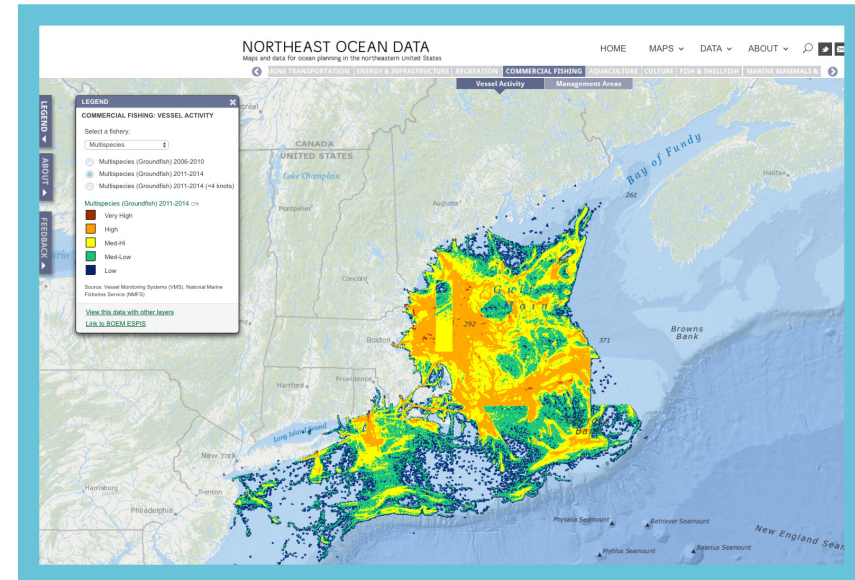 NORTHEAST OCEAN DATA
Maps and data for ocean planning in the northeastern United States
HOME MAPS DATA ABOUT
RINE TRANSPORTATION ENERGY & INFRASTRUCTURE RECREATION COMMERCIAL FISHING AQUACULTURE CULTURE FISH & SHELLFISH MARINE MAMMALS &
Vessel Activity Management Areas
LEGEND
ABOUT
FEEDBACK
LEGEND
COMMERCIAL FISHING: VESSEL ACTIVITY
Select a fishery:
Multispecies
Multispecies (Groundfish) 2006-2010
Multispecies (Groundfish) 2011-2014
Multispecies (Groundfish) 2011-2014 (<4 knots)
Multispecies (Groundfish) 2011-2014
Very High
High
Med-Hi
Med-Low
Low
Source: Vessel Monitoring Systems (VMS), National Marine
Fisheries Service (NMFS)
View this data with other layers
Link to BOEM ESPIS
treal
CANADA
UNITED STATES
Lake Champlain
Montpelier
Augusta
Bay of Fundy
Halifax
261
Concord
Gulf
292
371
Browns
Bank
Boston
Hartford
Providence
Long Island Sound
New York
Harrisburg
Trenton
Philadelphia
Physalia Seamount
Retriever Seamount
Mytilus Seamount
Balanus Seamount
New England Sea